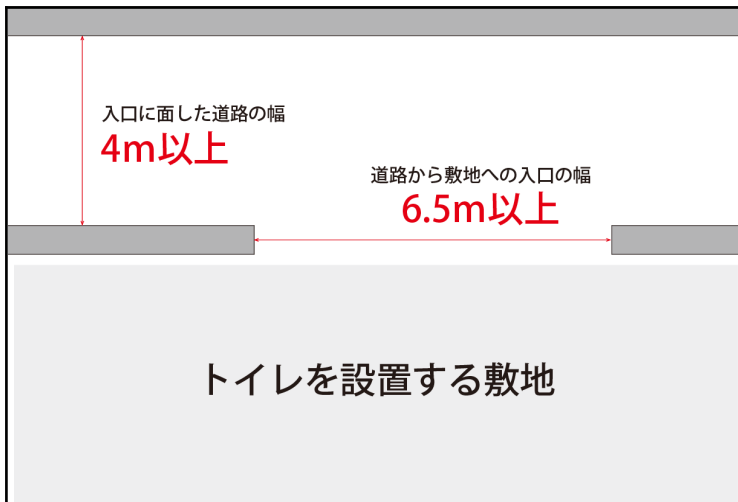 入口に面した道路の幅
4m以上
道路から敷地への入口の幅
6.5m以上
トイレを設置する敷地